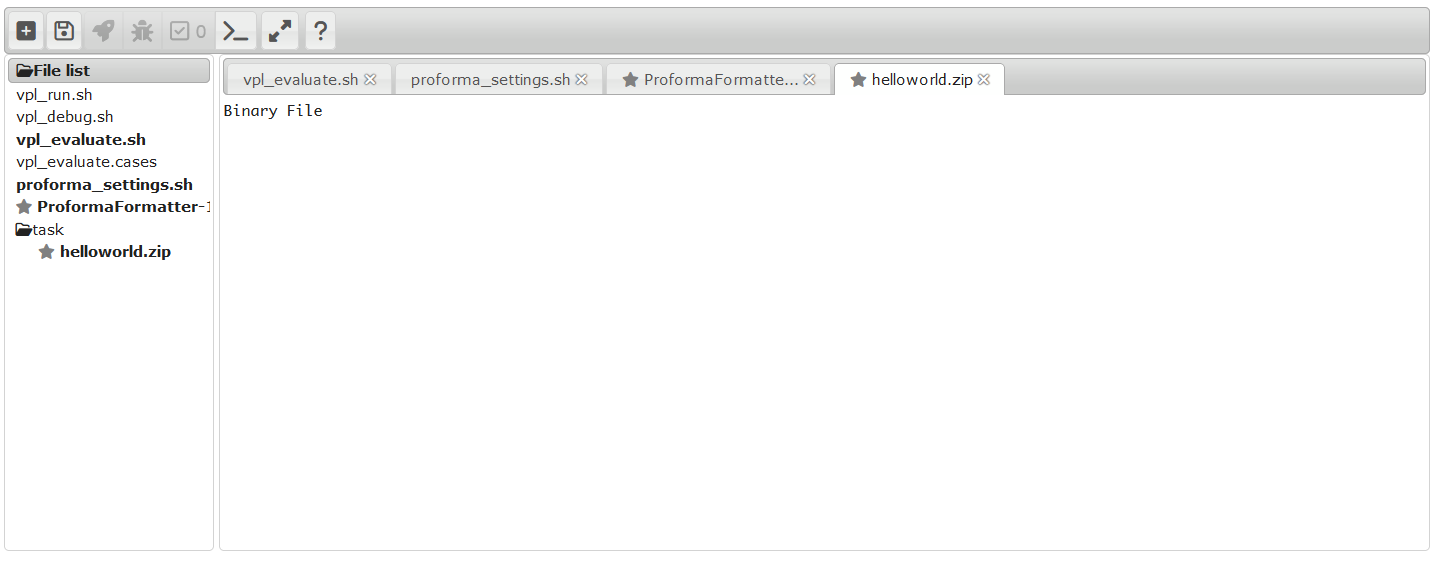 0
?
File list
vpl_run.sh
vpl_debug.sh
vpl_evaluate.sh
vpl_evaluate.cases
proforma_settings.sh
ProformaFormatter-1
task
helloworld.zip
vpl_evaluate.sh proforma_settings.sh ProformaFormatte... helloworld.zip
Binary File